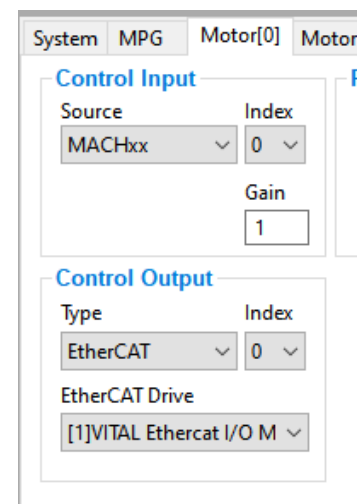 System MPG Motor[0] Motor
Control Input
Source Index
MACHxx 0
Gain
1
Control Output
Type Index
EtherCAT 0
EtherCAT Drive
[1]VITAL Ethercat I/O M